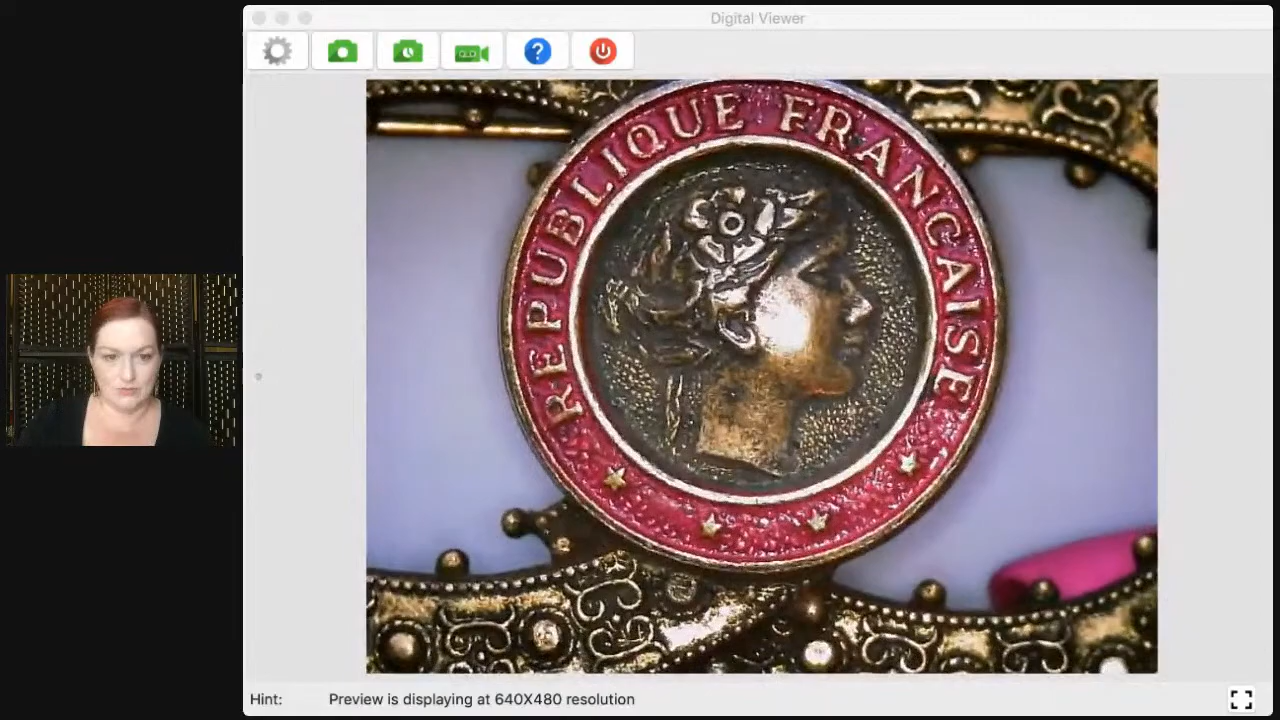 Digital Viewer
REPUBLIQUE FRANCAISE
Hint: Preview is displaying at 640X480 resolution